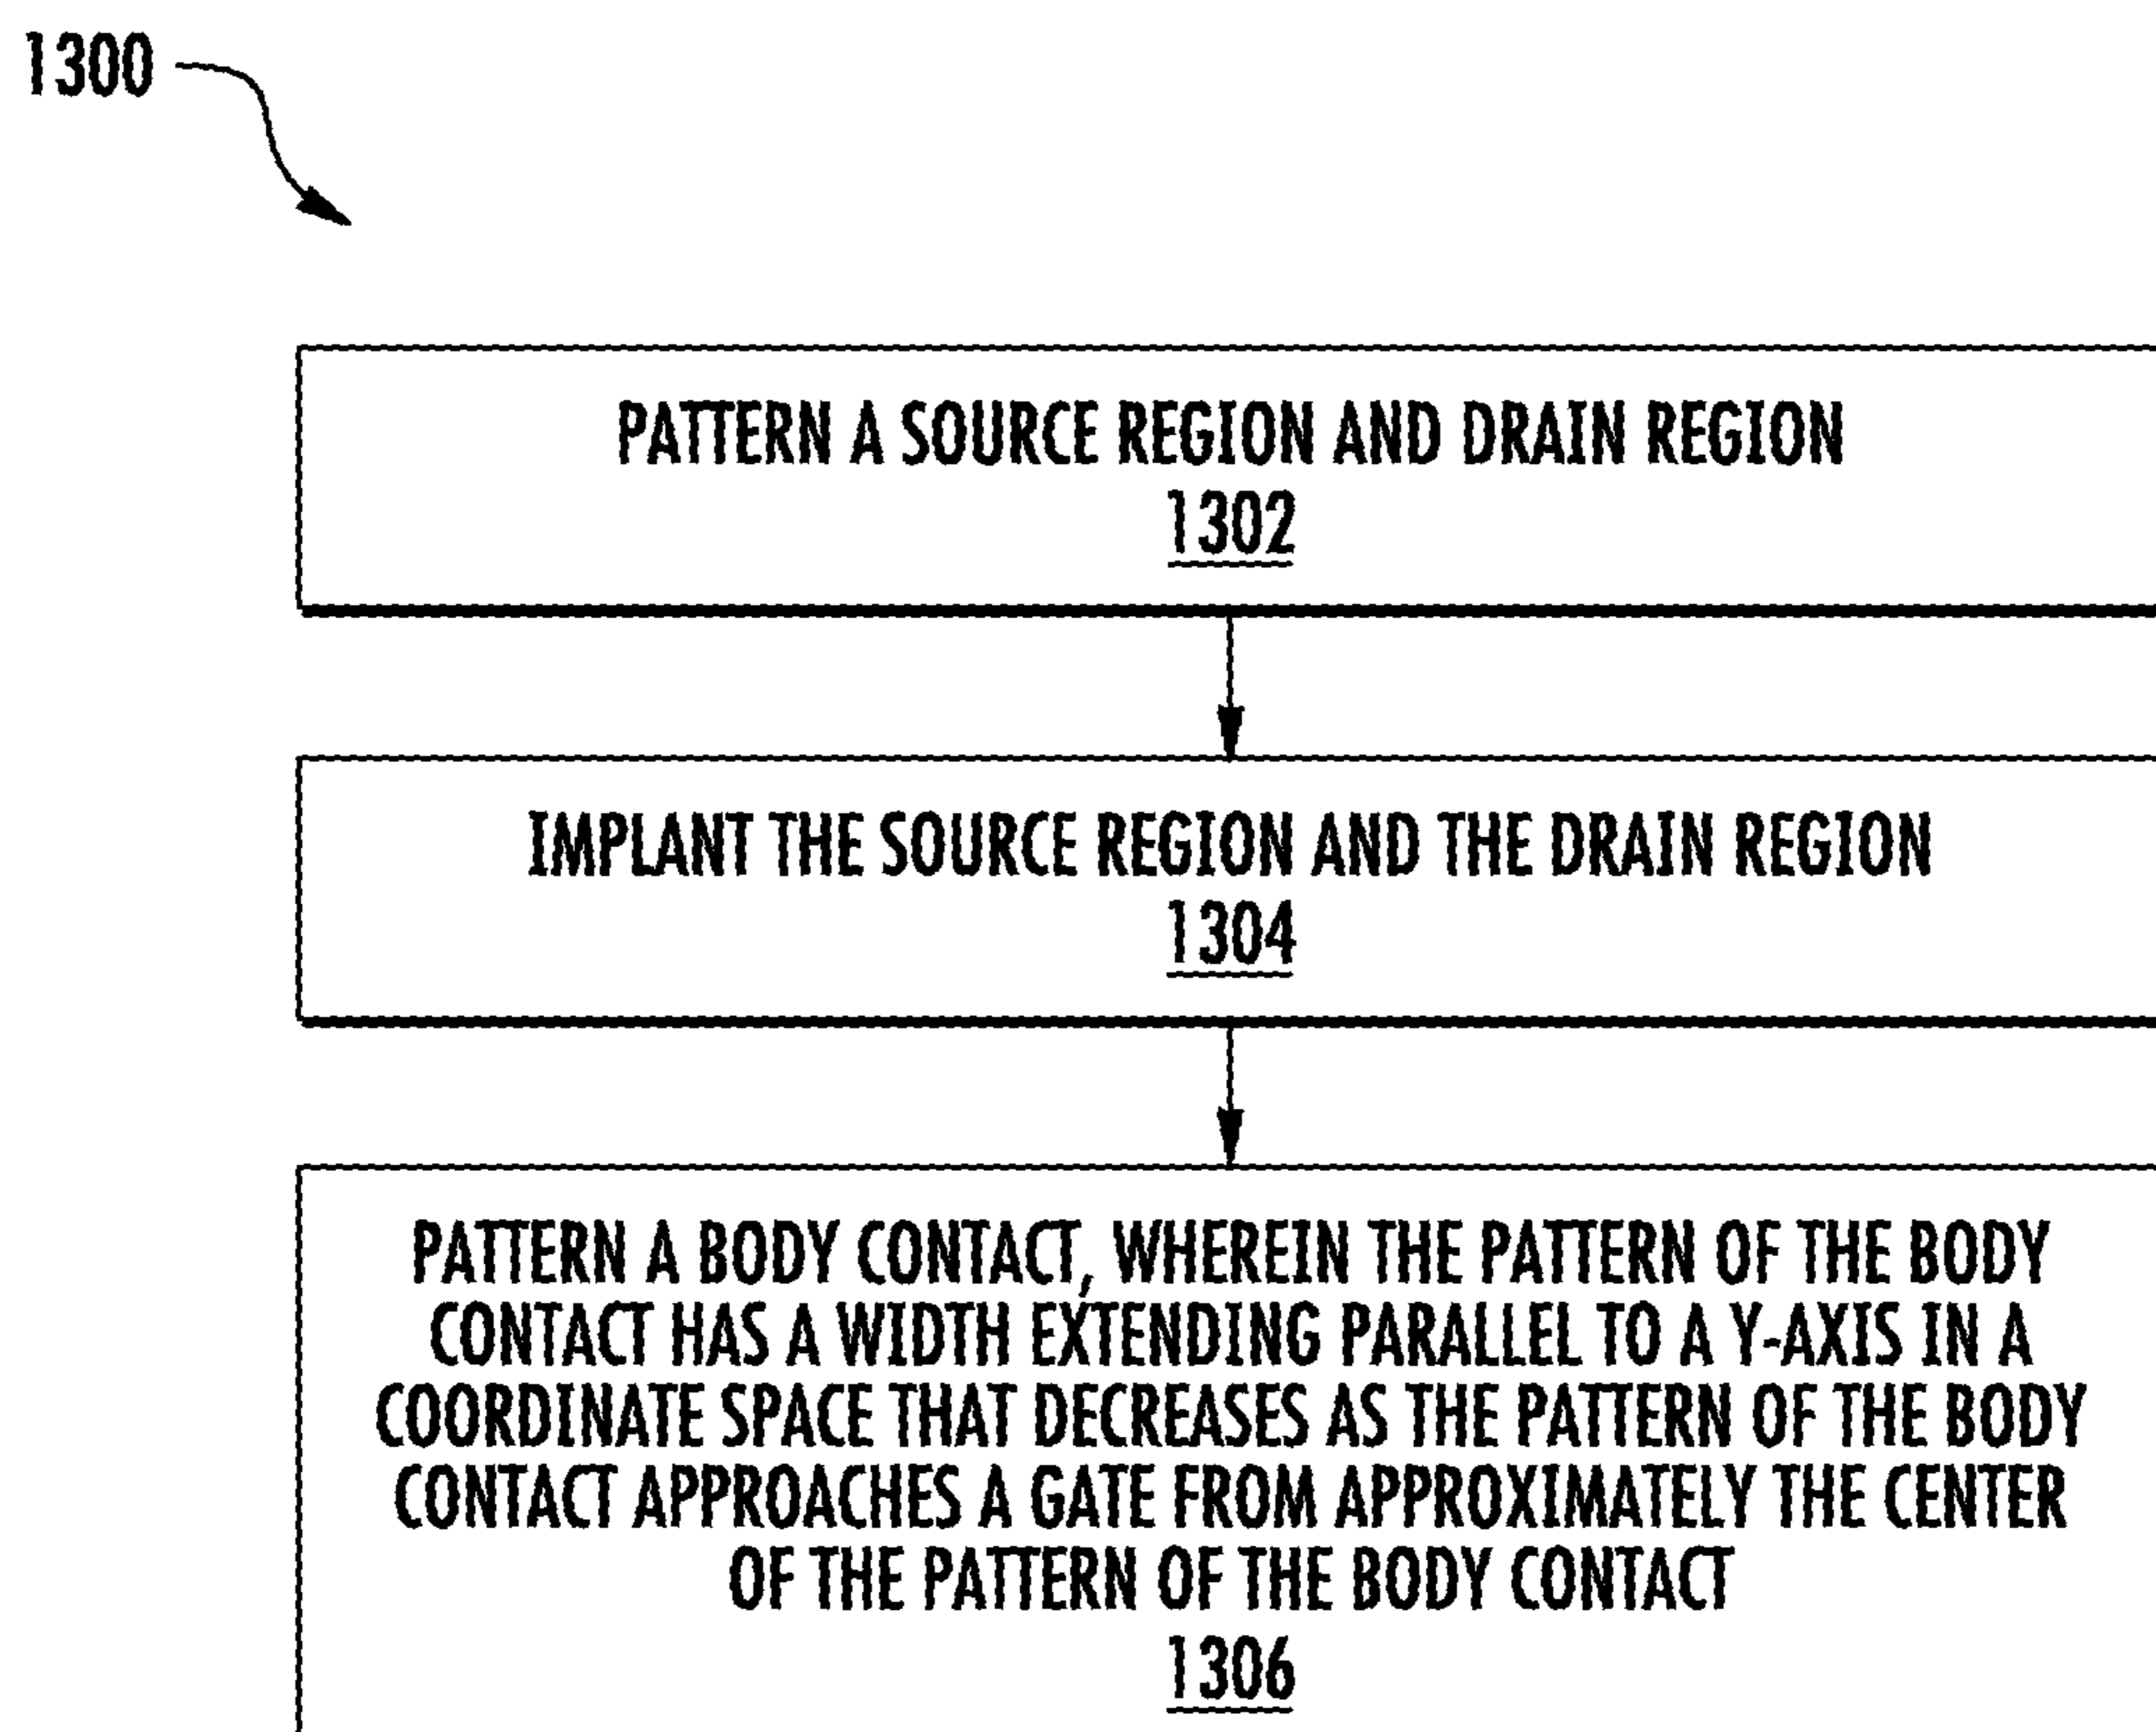 1300
PATTERN A SOURCE REGION AND DRAIN REGION
1302
IMPLANT THE SOURCE REGION AND THE DRAIN REGION
1304
PATTERN A BODY CONTACT, WHEREIN THE PATTERN OF THE BODY
CONTACT HAS A WIDTH EXTENDING PARALLEL TO A Y-AXIS IN A
COORDINATE SPACE THAT DECREASES AS THE PATTERN OF THE BODY
CONTACT APPROACHES A GATE FROM APPROXIMATELY THE CENTER
OF THE PATTERN OF THE BODY CONTACT
1306